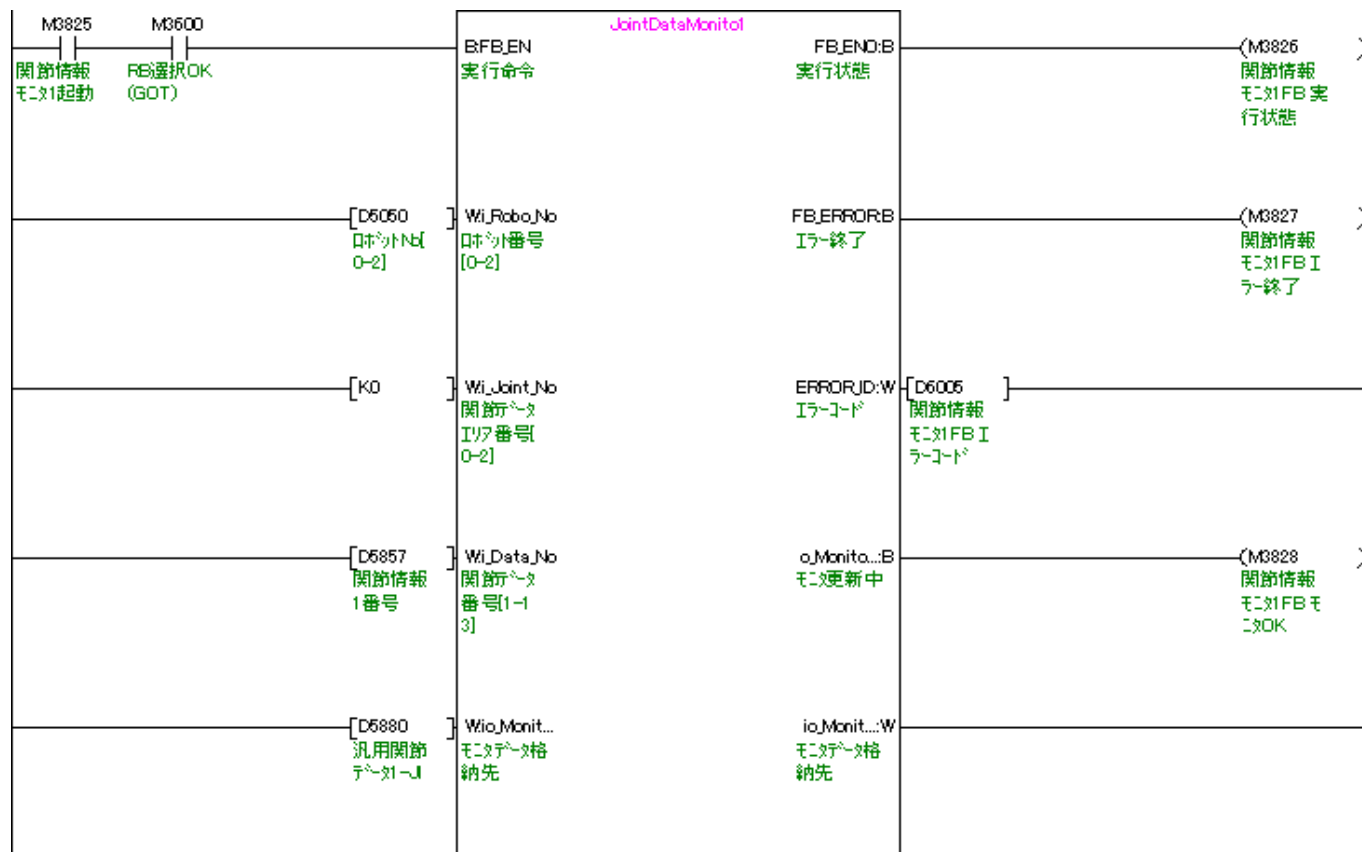 M3825
M3600
関節情報
モニタ1起動
RB選択OK
(GOT)
JointDataMonito1
B:FB_EN
実行命令
FB_ENO:B
実行状態
(M3826
関節情報
モニタ1FB 実
行状態
[D5050 ]
ロボットNo[
0-2]
W:i_Robo_No
ロボット番号
[0-2]
FB_ERROR:B
エラー終了
(M3827
関節情報
モニタ1FB エ
ラー終了
[K0 ]
W:i_Joint_No
関節データ
エリア番号[
0-2]
ERROR_ID:W
エラーコード
[D6005 ]
関節情報
モニタ1FB エ
ラーコード
[D5857 ]
関節情報
1番号
W:i_Data_No
関節データ
番号[1-1
3]
o_Monito...:B
モニタ更新中
(M3828
関節情報
モニタ1FB モ
ニタOK
[D5880 ]
汎用関節
データ1-J1
W:io_Monit...
モニタデータ格
納先
io_Monit...:W
モニタデータ格
納先